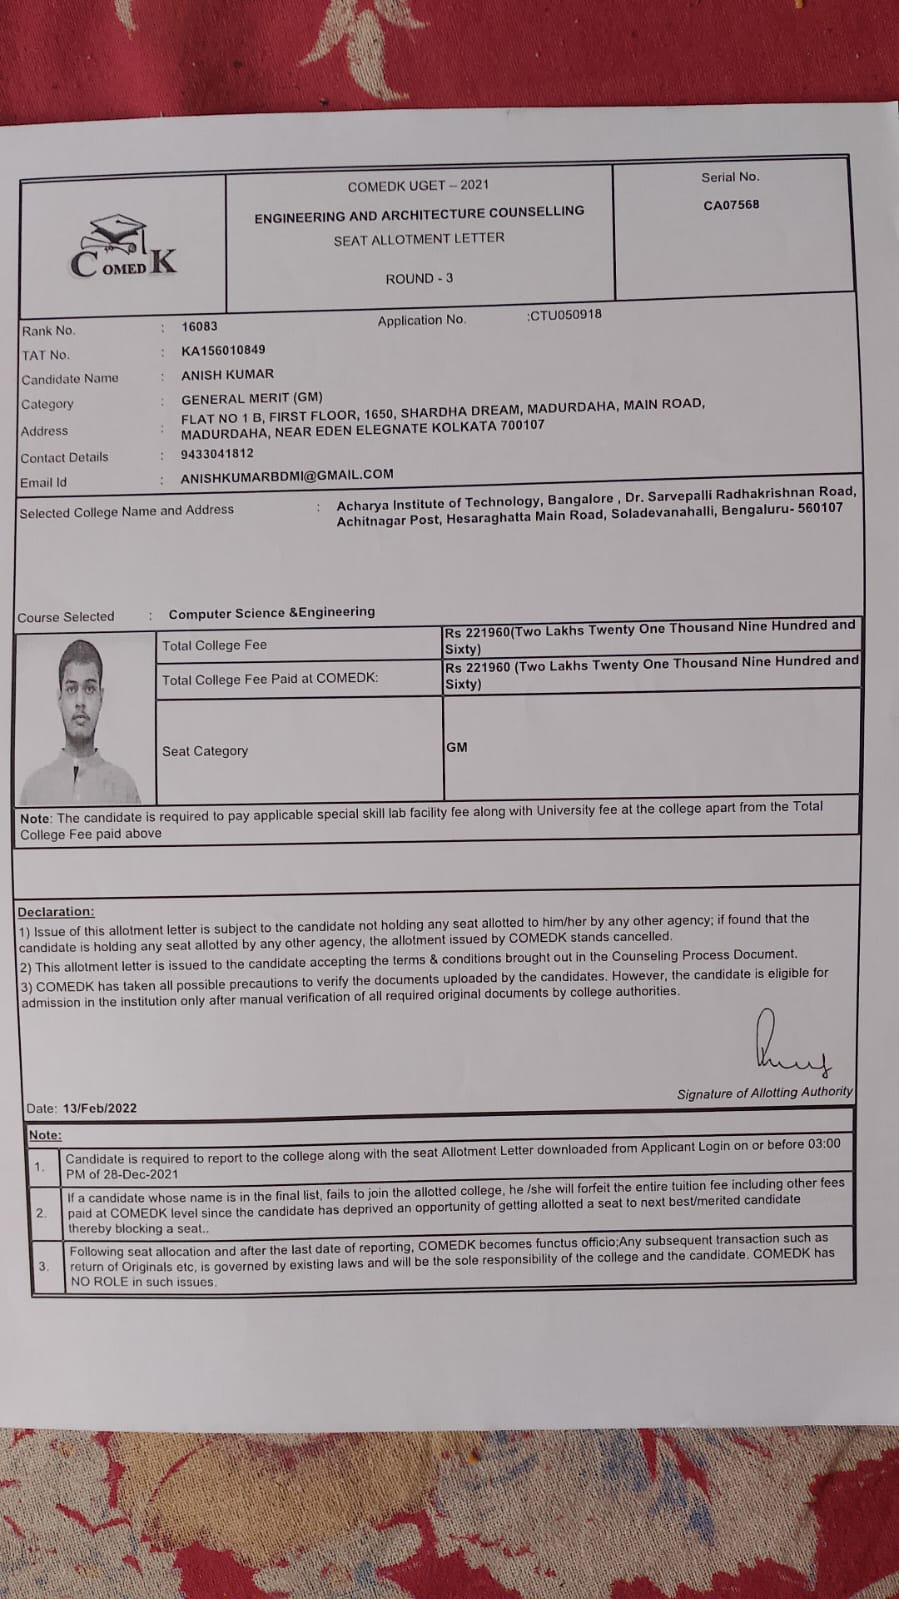 COMEDK UGET – 2021
ENGINEERING AND ARCHITECTURE COUNSELLING
SEAT ALLOTMENT LETTER
ROUND - 3
Serial No.
CA07568
COMEDK
Rank No. : 16083 Application No. :CTU050918
TAT No. : KA156010849
Candidate Name : ANISH KUMAR
Category : GENERAL MERIT (GM)
Address : FLAT NO 1 B, FIRST FLOOR, 1650, SHARDHA DREAM, MADURDAHA, MAIN ROAD,
MADURDAHA, NEAR EDEN ELEGNATE KOLKATA 700107
Contact Details : 9433041812
Email Id : ANISHKUMARBDMI@GMAIL.COM
Selected College Name and Address : Acharya Institute of Technology, Bangalore , Dr. Sarvepalli Radhakrishnan Road,
Achitnagar Post, Hesaraghatta Main Road, Soladevanahalli, Bengaluru- 560107
Course Selected : Computer Science &Engineering
Total College Fee Rs 221960(Two Lakhs Twenty One Thousand Nine Hundred and
Sixty)
Total College Fee Paid at COMEDK: Rs 221960 (Two Lakhs Twenty One Thousand Nine Hundred and
Sixty)
Seat Category GM
Note: The candidate is required to pay applicable special skill lab facility fee along with University fee at the college apart from the Total
College Fee paid above
Declaration:
1) Issue of this allotment letter is subject to the candidate not holding any seat allotted to him/her by any other agency; if found that the
candidate is holding any seat allotted by any other agency, the allotment issued by COMEDK stands cancelled.
2) This allotment letter is issued to the candidate accepting the terms & conditions brought out in the Counseling Process Document.
3) COMEDK has taken all possible precautions to verify the documents uploaded by the candidates. However, the candidate is eligible for
admission in the institution only after manual verification of all required original documents by college authorities.
Signature of Allotting Authority
Date: 13/Feb/2022
Note:
1. Candidate is required to report to the college along with the seat Allotment Letter downloaded from Applicant Login on or before 03:00
PM of 28-Dec-2021
2. If a candidate whose name is in the final list, fails to join the allotted college, he /she will forfeit the entire tuition fee including other fees
paid at COMEDK level since the candidate has deprived an opportunity of getting allotted a seat to next best/merited candidate
thereby blocking a seat..
3. Following seat allocation and after the last date of reporting, COMEDK becomes functus officio;Any subsequent transaction such as
return of Originals etc, is governed by existing laws and will be the sole responsibility of the college and the candidate. COMEDK has
NO ROLE in such issues.